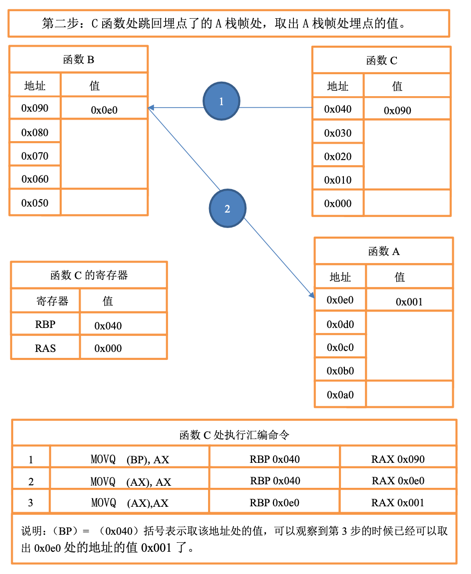 第二步：C 函数处跳回埋点了的 A 栈帧处，取出 A 栈帧处埋点的值。
函数 B
地址 值
0x090 0x0e0
0x080
0x070
0x060
0x050
1
函数 C
地址 值
0x040 0x090
0x030
0x020
0x010
0x000
2
函数 A
地址 值
0x0e0 0x001
0x0d0
0x0c0
0x0b0
0x0a0
函数 C 的寄存器
寄存器 值
RBP 0x040
RAS 0x000
函数 C 处执行汇编命令
1 MOVQ (BP), AX RBP 0x040 RAX 0x090
2 MOVQ (AX), AX RBP 0x040 RAX 0x0e0
3 MOVQ (AX),AX RBP 0x0e0 RAX 0x001
说明：（BP）= （0x040）括号表示取该地址处的值，可以观察到第 3 步的时候已经可以取
出 0x0e0 处的地址的值 0x001 了。